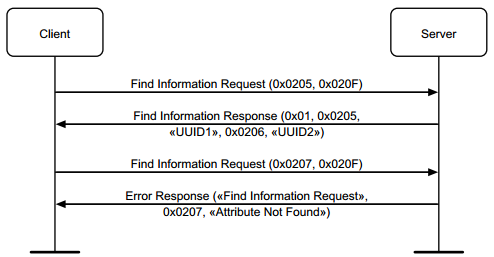 Client
Server
Find Information Request (0x0205, 0x020F)
Find Information Response (0x01, 0x0205,
«UUID1», 0x0206, «UUID2»)
Find Information Request (0x0207, 0x020F)
Error Response («Find Information Request»,
0x0207, «Attribute Not Found»)